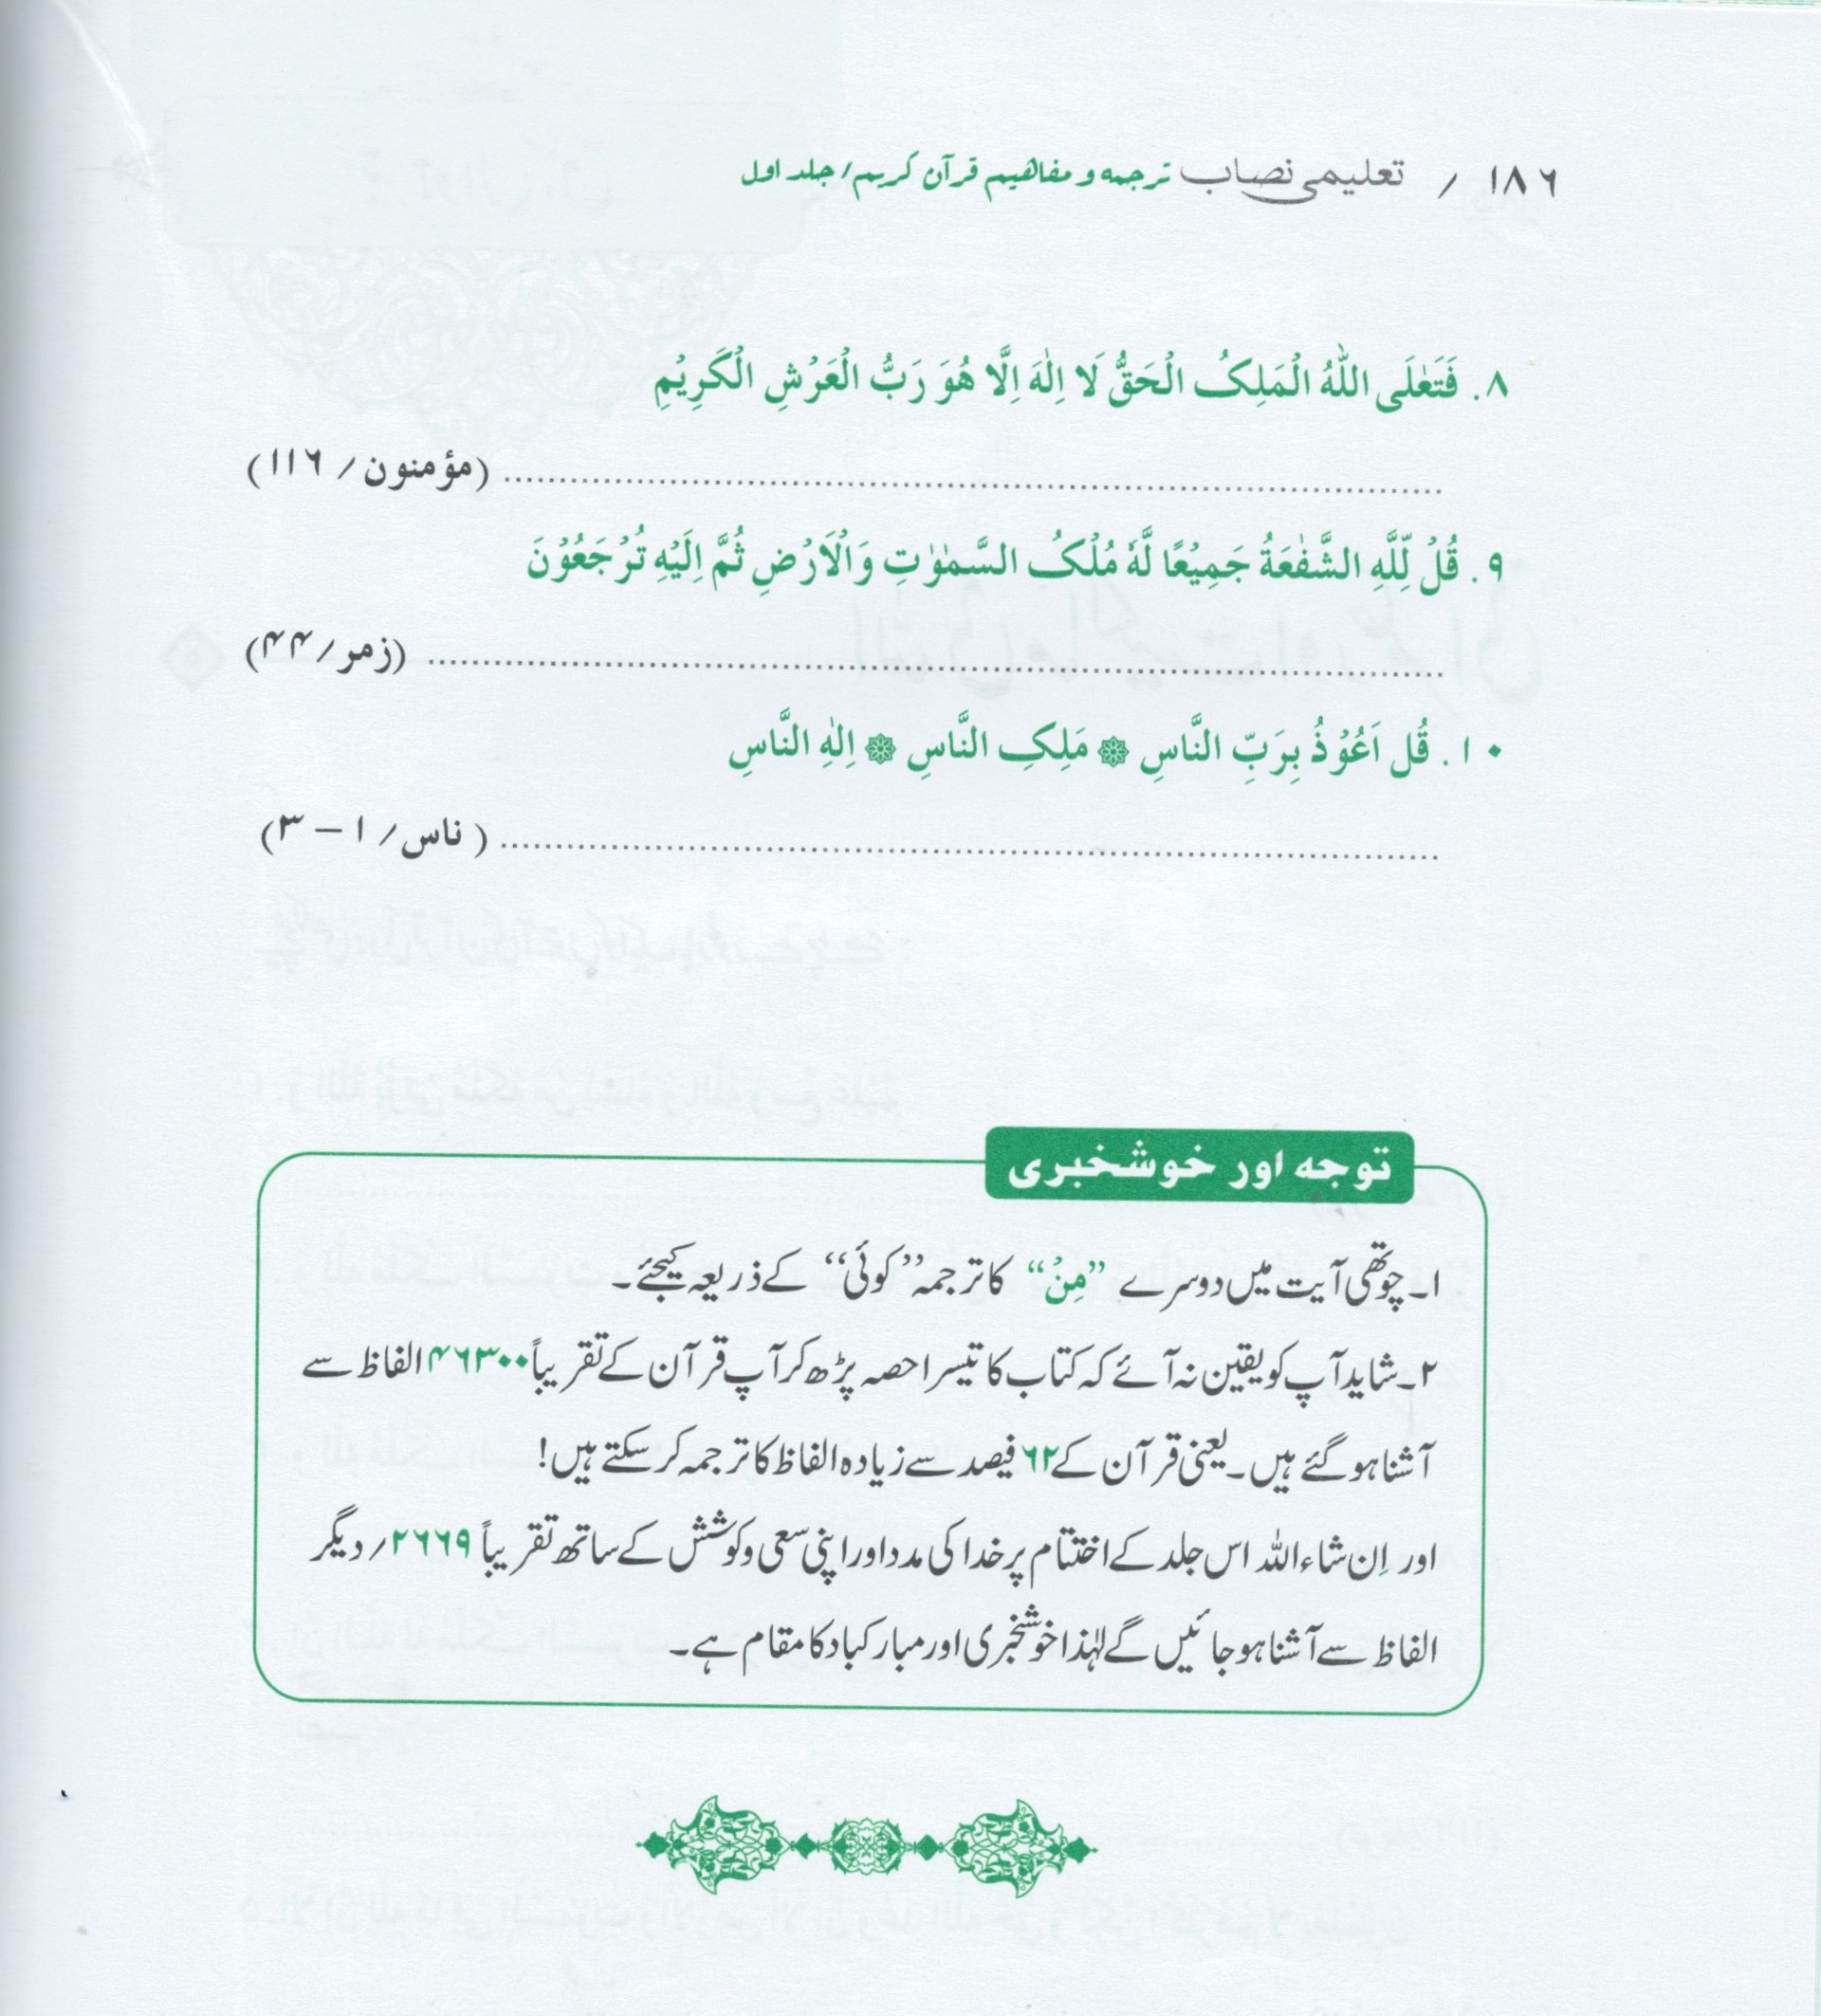 ۱۸۶ / تعلیمی نصاب ترجمه و مفاهیم قرآن کریم/ جلد اول
۸. فَتَعٰلَی اللّٰهُ الْمَلِکُ الْحَقُّ لَا اِلٰهَ اِلَّا هُوَ رَبُّ الْعَرْشِ الْکَرِیْمِ
........................................ (مؤمنون/ ۱۱۶)
۹. قُلْ لِّلّٰهِ الشَّفٰعَةُ جَمِیْعًا لَّهٗ مُلْکُ السَّمٰوٰتِ وَالْاَرْضِ ثُمَّ اِلَیْهِ تُرْجَعُوْنَ
........................................ (زمر/ ۴۴)
۱۰. قُل اَعُوْذُ بِرَبِّ النَّاسِ ۞ مَلِکِ النَّاسِ ۞ اِلٰهِ النَّاسِ
........................................ ( ناس/ ۱ – ۳)
توجه اور خوشخبری
۱۔ چوتھی آیت میں دوسرے ”مِنْ“ کا ترجمہ ”کوئی“ کے ذریعہ کیجئے۔
۲۔ شاید آپ کو یقین نہ آئے کہ کتاب کا تیسرا حصہ پڑھ کر آپ قرآن کے تقریباً ۴۶۳۰۰ الفاظ سے
آشنا ہو گئے ہیں۔ یعنی قرآن کے ۶۲ فیصد سے زیادہ الفاظ کا ترجمہ کر سکتے ہیں!
اور اِن شاء اللہ اس جلد کے اختتام پر خدا کی مدد اور اپنی سعی و کوشش کے ساتھ تقریباً ۲۶۶۹/ دیگر
الفاظ سے آشنا ہو جائیں گے لہٰذا خوشخبری اور مبارکباد کا مقام ہے۔